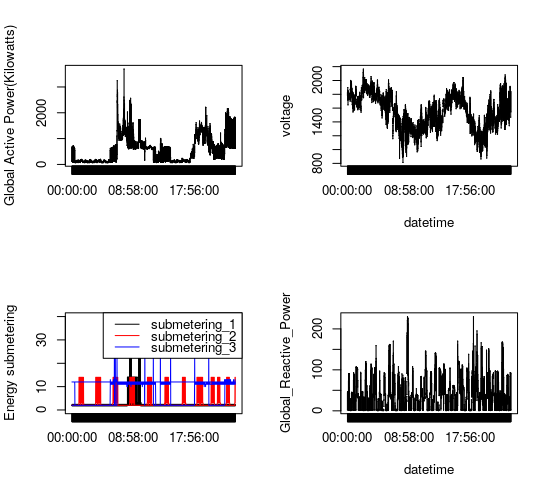 Global Active Power(Kilowatts)
0 2000
00:00:00 08:58:00 17:56:00
voltage
800 1400 2000
00:00:00 08:58:00 17:56:00
datetime
Energy submetering
0 10 30
submetering_1
submetering_2
submetering_3
00:00:00 08:58:00 17:56:00
Global_Reactive_Power
0 100 200
00:00:00 08:58:00 17:56:00
datetime